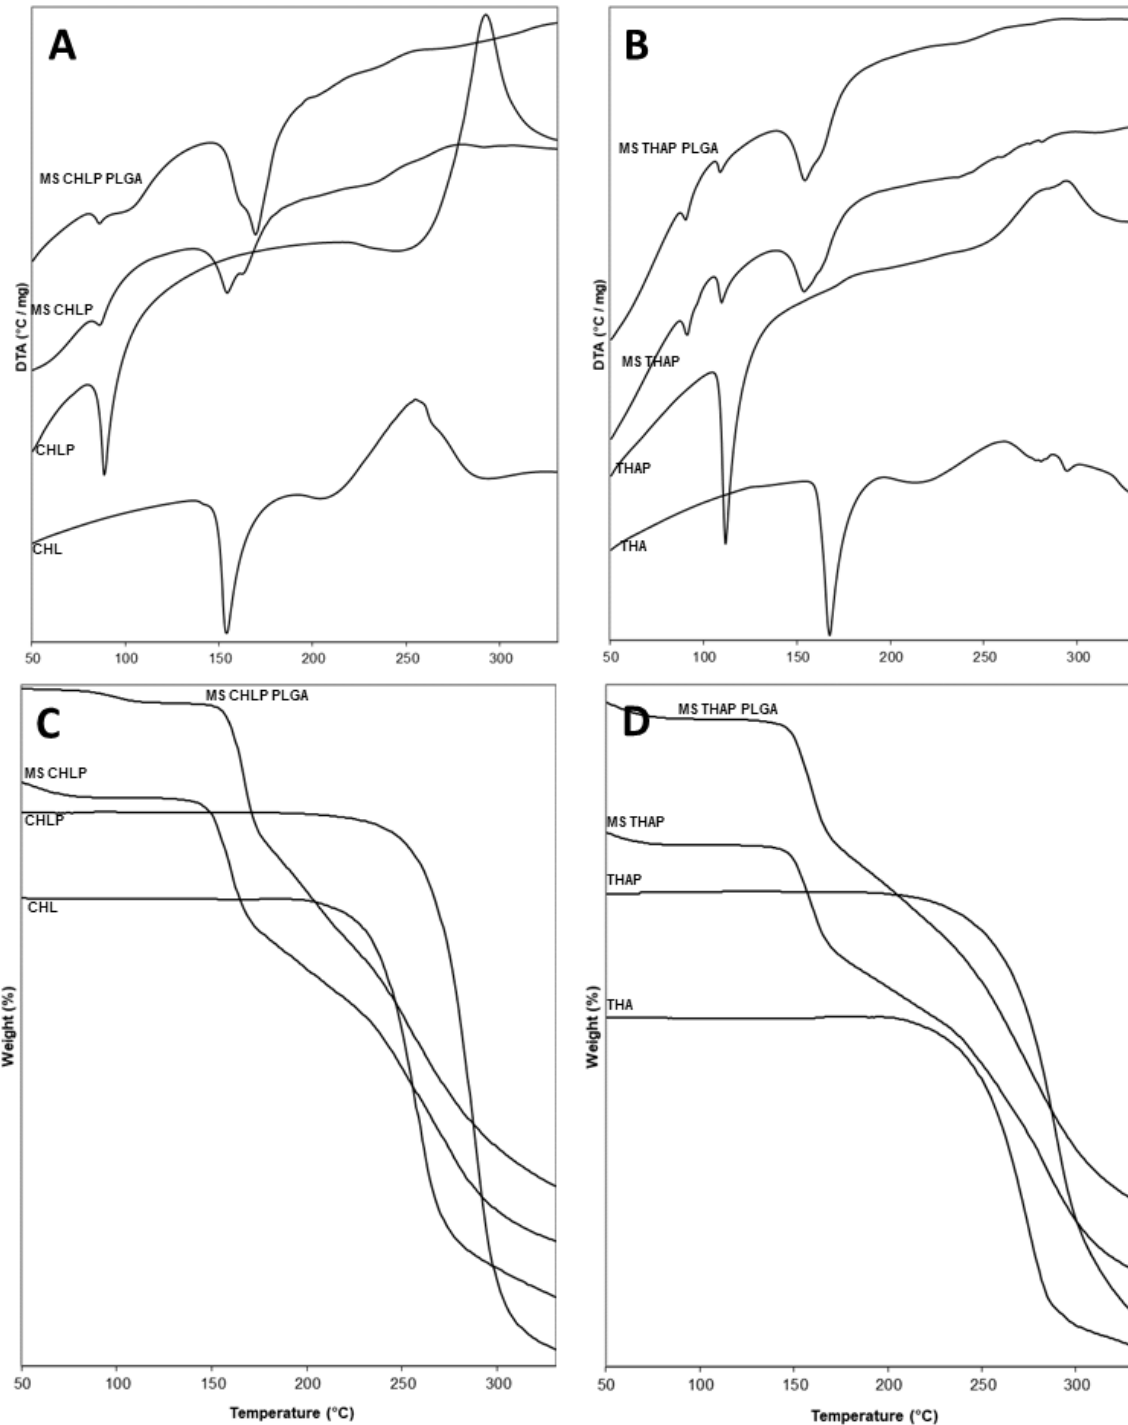 A
B
MS CHLP PLGA
MS THAP PLGA
MS CHLP
MS THAP
CHLP
THAP
CHL
THA
DTA (°C / mg)
DTA (°C / mg)
50 100 150 200 250 300
50 100 150 200 250 300
C
D
MS CHLP PLGA
MS THAP PLGA
MS CHLP
MS THAP
CHLP
THAP
CHL
THA
Weight (%)
Weight (%)
50 100 150 200 250 300
50 100 150 200 250 300
Temperature (°C)
Temperature (°C)